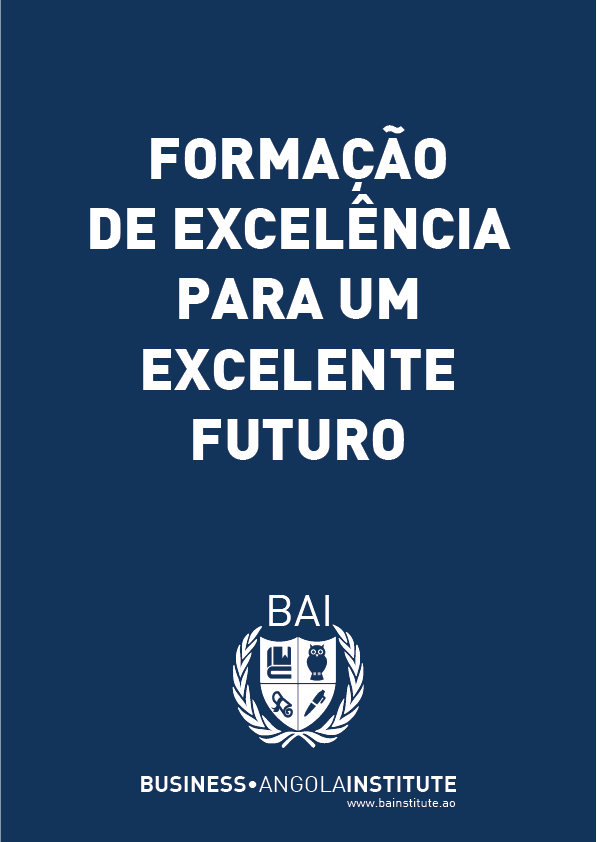 FORMAÇÃO
DE EXCELÊNCIA
PARA UM
EXCELENTE
FUTURO
BAI
BUSINESS•ANGOLAINSTITUTE
www.bainstitute.ao